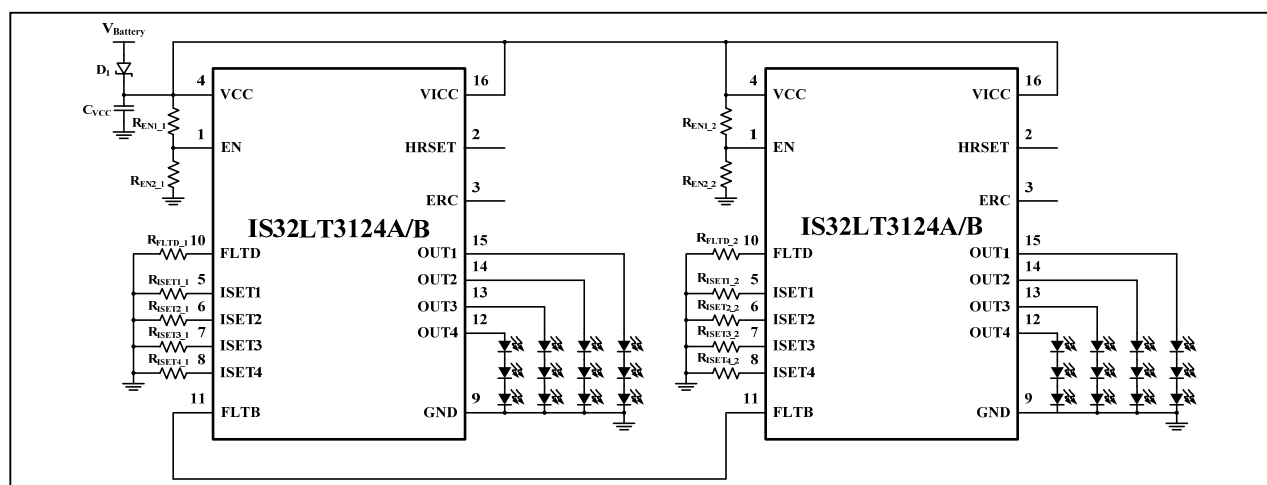 VBattery
D1
CVCC
REN1_1
REN2_1
4
VCC
1
EN
VICC
16
HRSET
2
ERC
3
IS32LT3124A/B
RFLTD_1
10
FLTD
RISET1_1
5
ISET1
RISET2_1
6
ISET2
RISET3_1
7
ISET3
RISET4_1
8
ISET4
11
FLTB
OUT1
15
OUT2
14
OUT3
13
OUT4
12
GND
9
REN1_2
REN2_2
4
VCC
1
EN
VICC
16
HRSET
2
ERC
3
IS32LT3124A/B
RFLTD_2
10
FLTD
RISET1_2
5
ISET1
RISET2_2
6
ISET2
RISET3_2
7
ISET3
RISET4_2
8
ISET4
11
FLTB
OUT1
15
OUT2
14
OUT3
13
OUT4
12
GND
9